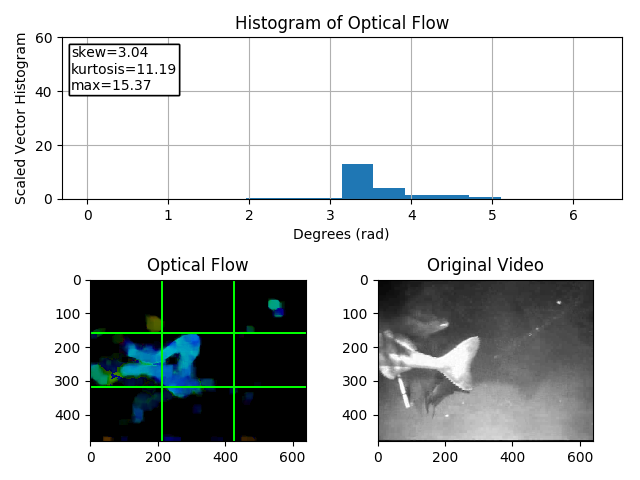 Histogram of Optical Flow
Scaled Vector Histogram
60
40
20
0
skew=3.04
kurtosis=11.19
max=15.37
0 1 2 3 4 5 6
Degrees (rad)
Optical Flow
0
100
200
300
400
0 200 400 600
Original Video
0
100
200
300
400
0 200 400 600